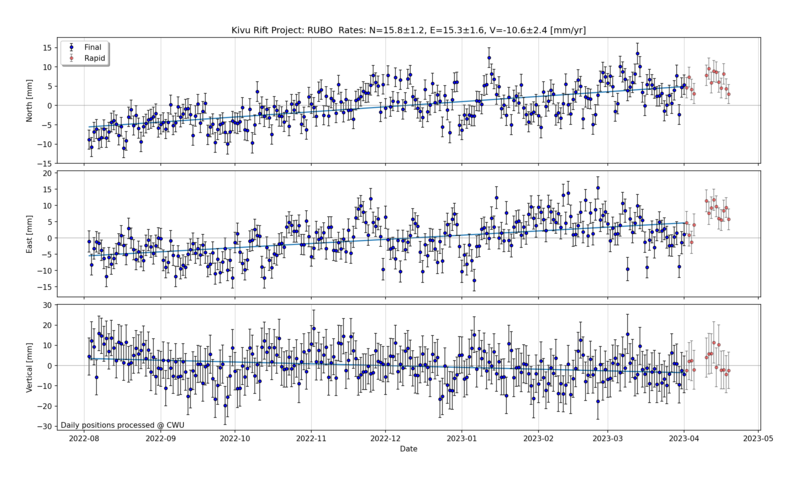 Kivu Rift Project: RUBO Rates: N=15.8±1.2, E=15.3±1.6, V=-10.6±2.4 [mm/yr]
Final
Rapid
North [mm]
15
10
5
0
−5
−10
−15
East [mm]
20
15
10
5
0
−5
−10
−15
Vertical [mm]
30
20
10
0
−10
−20
−30
Daily positions processed @ CWU
2022-08 2022-09 2022-10 2022-11 2022-12 2023-01 2023-02 2023-03 2023-04 2023-05
Date